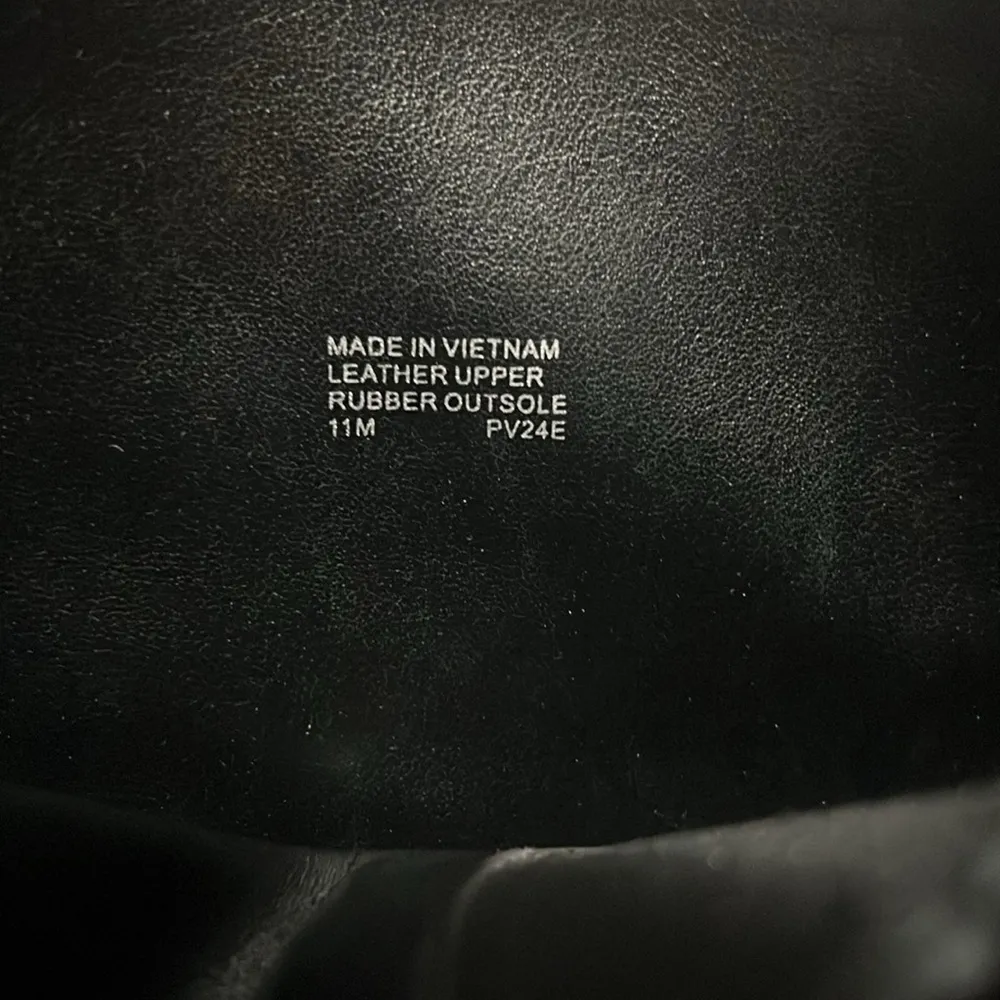 MADE IN VIETNAM
LEATHER UPPER
RUBBER OUTSOLE
11M PV24E